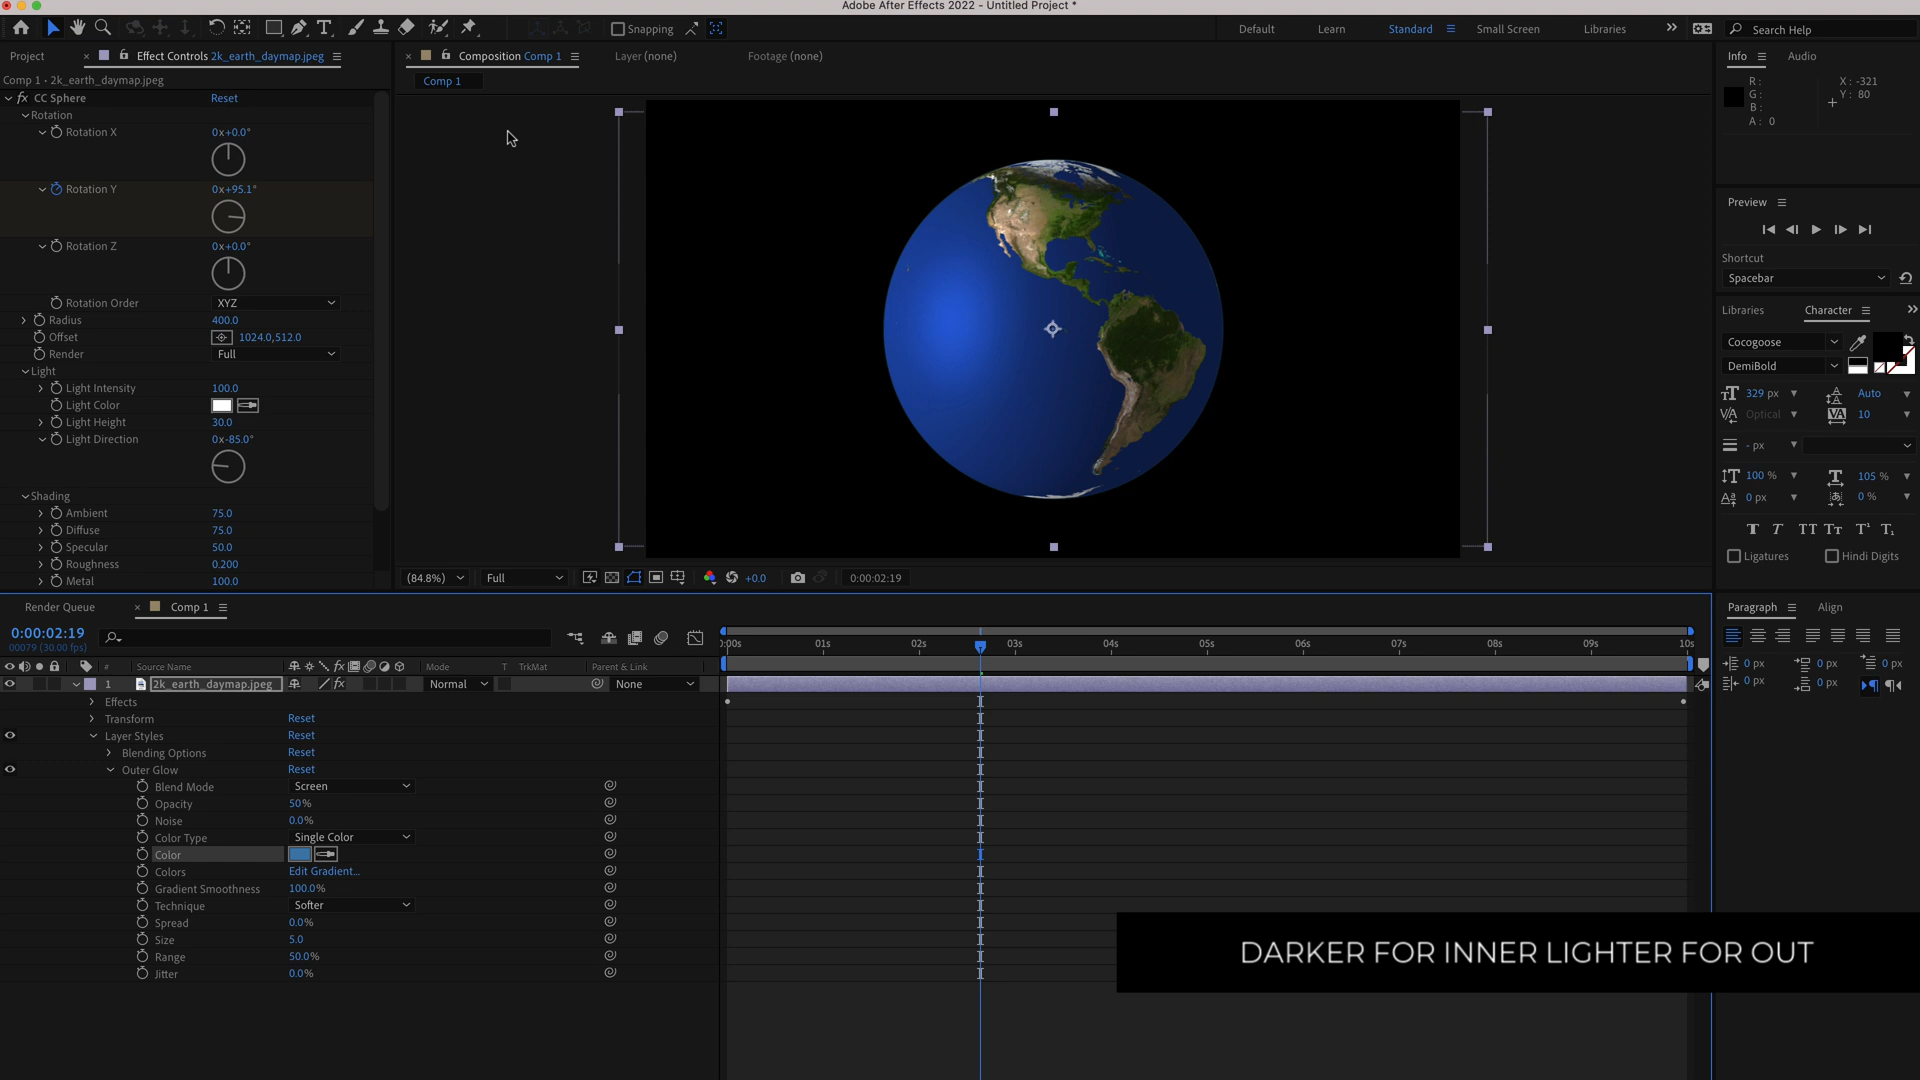 Adobe After Effects 2022 - Untitled Project *
Snapping
Default
Learn
Standard
Small Screen
Libraries
Search Help
Project
Effect Controls 2k_earth_daymap.jpeg
Composition Comp 1
Layer (none)
Footage (none)
Info
Audio
Comp 1 • 2k_earth_daymap.jpeg
Comp 1
R :
G :
B :
A : 0
X : -321
Y : 80
fx CC Sphere Reset
Rotation
Rotation X 0x+0.0°
Rotation Y 0x+95.1°
Rotation Z 0x+0.0°
Rotation Order XYZ
Radius 400.0
Offset 1024.0,512.0
Render Full
Light
Light Intensity 100.0
Light Color
Light Height 30.0
Light Direction 0x-85.0°
Shading
Ambient 75.0
Diffuse 75.0
Specular 50.0
Roughness 0.200
Metal 100.0
Preview
Shortcut
Spacebar
Libraries
Character
Cocogoose
DemiBold
329 px
Auto
Optical
10
- px
100 %
105 %
0 px
0 %
Ligatures
Hindi Digits
(84.8%)
Full
+0.0
0:00:02:19
Render Queue
Comp 1
Paragraph
Align
0 px
0 px
0 px
0 px
0 px
0:00:02:19
00079 (30.00 fps)
:00s
01s
02s
03s
04s
05s
06s
07s
08s
09s
10s
# Source Name
fx
Mode
T TrkMat
Parent & Link
1 2k_earth_daymap.jpeg
fx
Normal
None
Effects
Transform Reset
Layer Styles Reset
Blending Options Reset
Outer Glow Reset
Blend Mode Screen
Opacity 50%
Noise 0.0%
Color Type Single Color
Color
Colors Edit Gradient...
Gradient Smoothness 100.0%
Technique Softer
Spread 0.0%
Size 5.0
Range 50.0%
Jitter 0.0%
DARKER FOR INNER LIGHTER FOR OUT